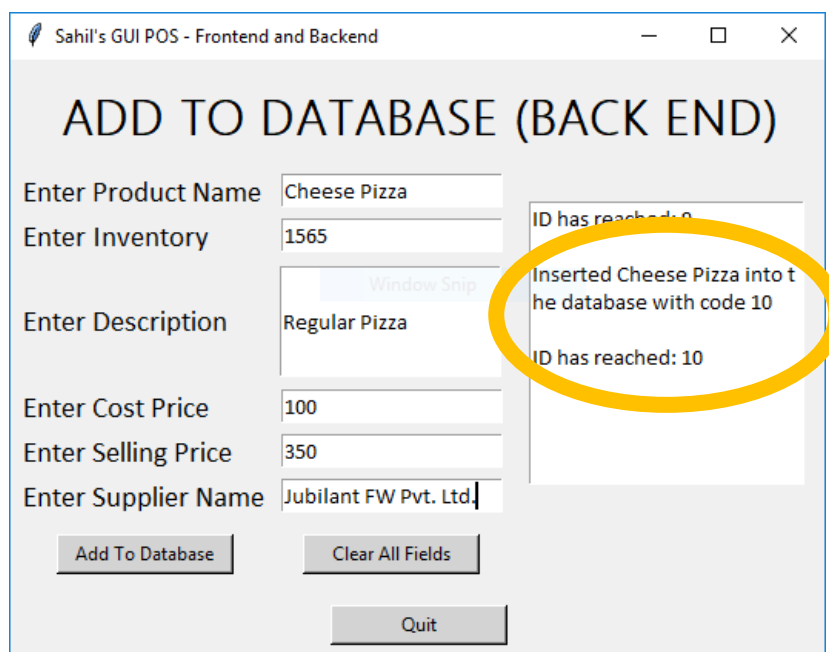 Sahil's GUI POS - Frontend and Backend
ADD TO DATABASE (BACK END)
Enter Product Name
Cheese Pizza
Enter Inventory
1565
Enter Description
Regular Pizza
Window Snip
Enter Cost Price
100
Enter Selling Price
350
Enter Supplier Name
Jubilant FW Pvt. Ltd.
ID has reached: 9
Inserted Cheese Pizza into t
he database with code 10
ID has reached: 10
Add To Database
Clear All Fields
Quit